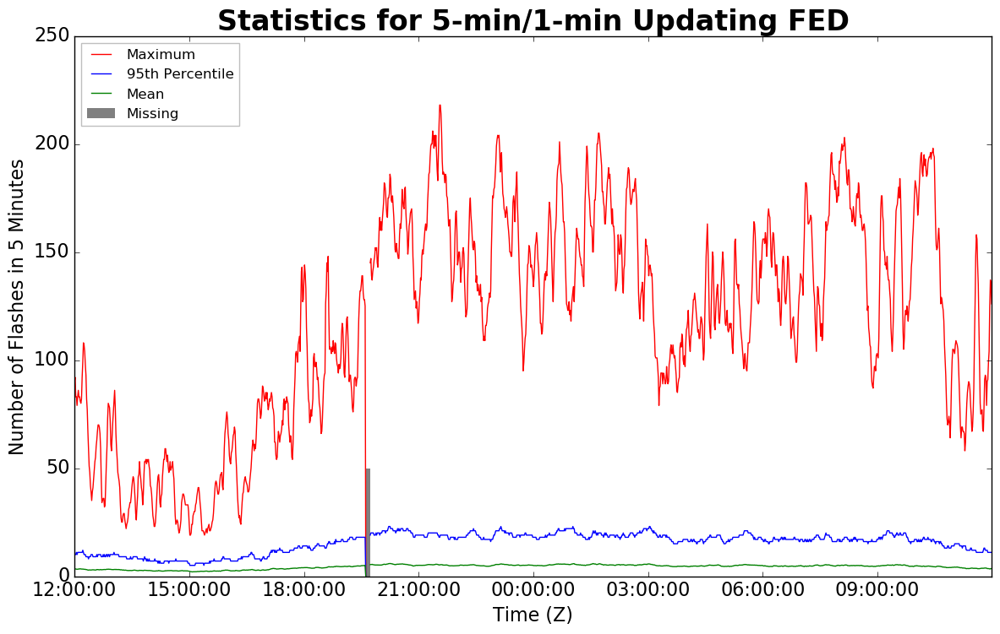 Statistics for 5-min/1-min Updating FED
250
200
150
100
50
0
Number of Flashes in 5 Minutes
Maximum
95th Percentile
Mean
Missing
12:00:00 15:00:00 18:00:00 21:00:00 00:00:00 03:00:00 06:00:00 09:00:00
Time (Z)